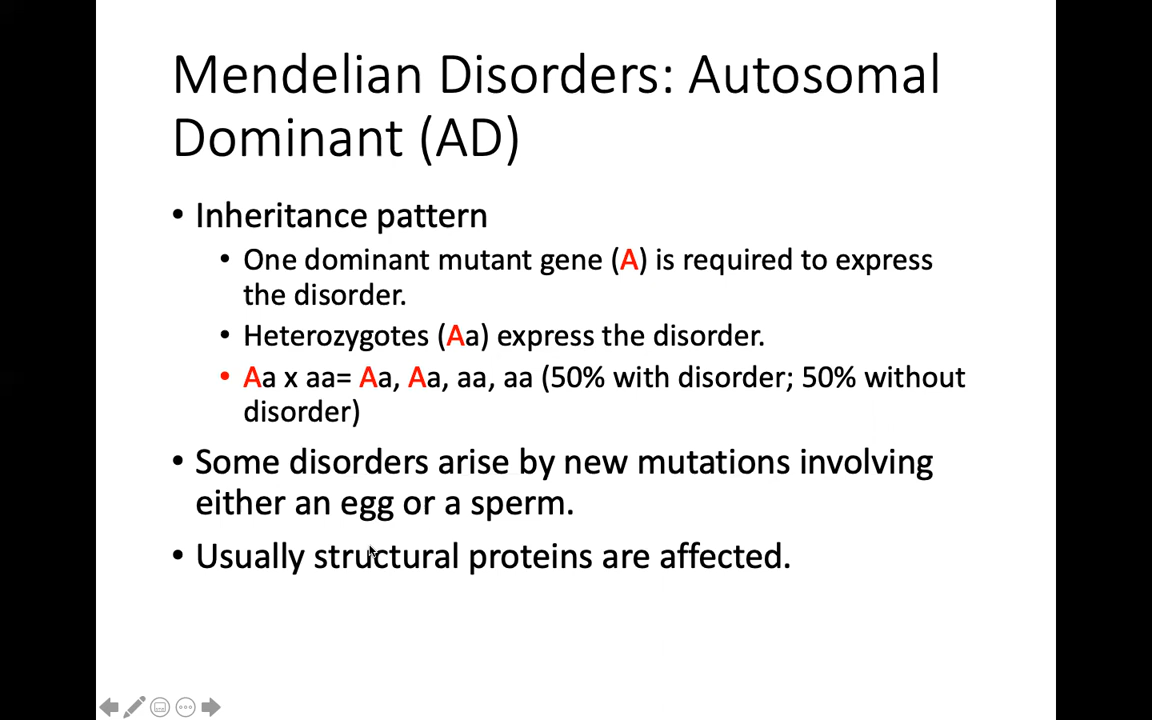 Mendelian Disorders: Autosomal
Dominant (AD)
• Inheritance pattern
• One dominant mutant gene (A) is required to express
the disorder.
• Heterozygotes (Aa) express the disorder.
• Aa x aa= Aa, Aa, aa, aa (50% with disorder; 50% without
disorder)
• Some disorders arise by new mutations involving
either an egg or a sperm.
• Usually structural proteins are affected.